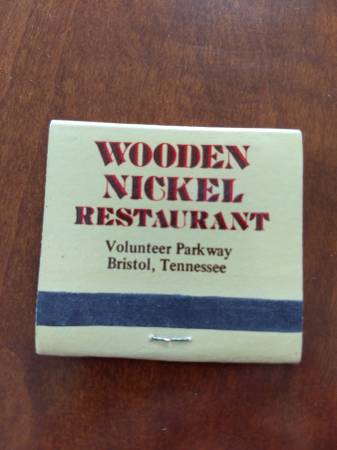 WOODEN
NICKEL
RESTAURANT
Volunteer Parkway
Bristol, Tennessee